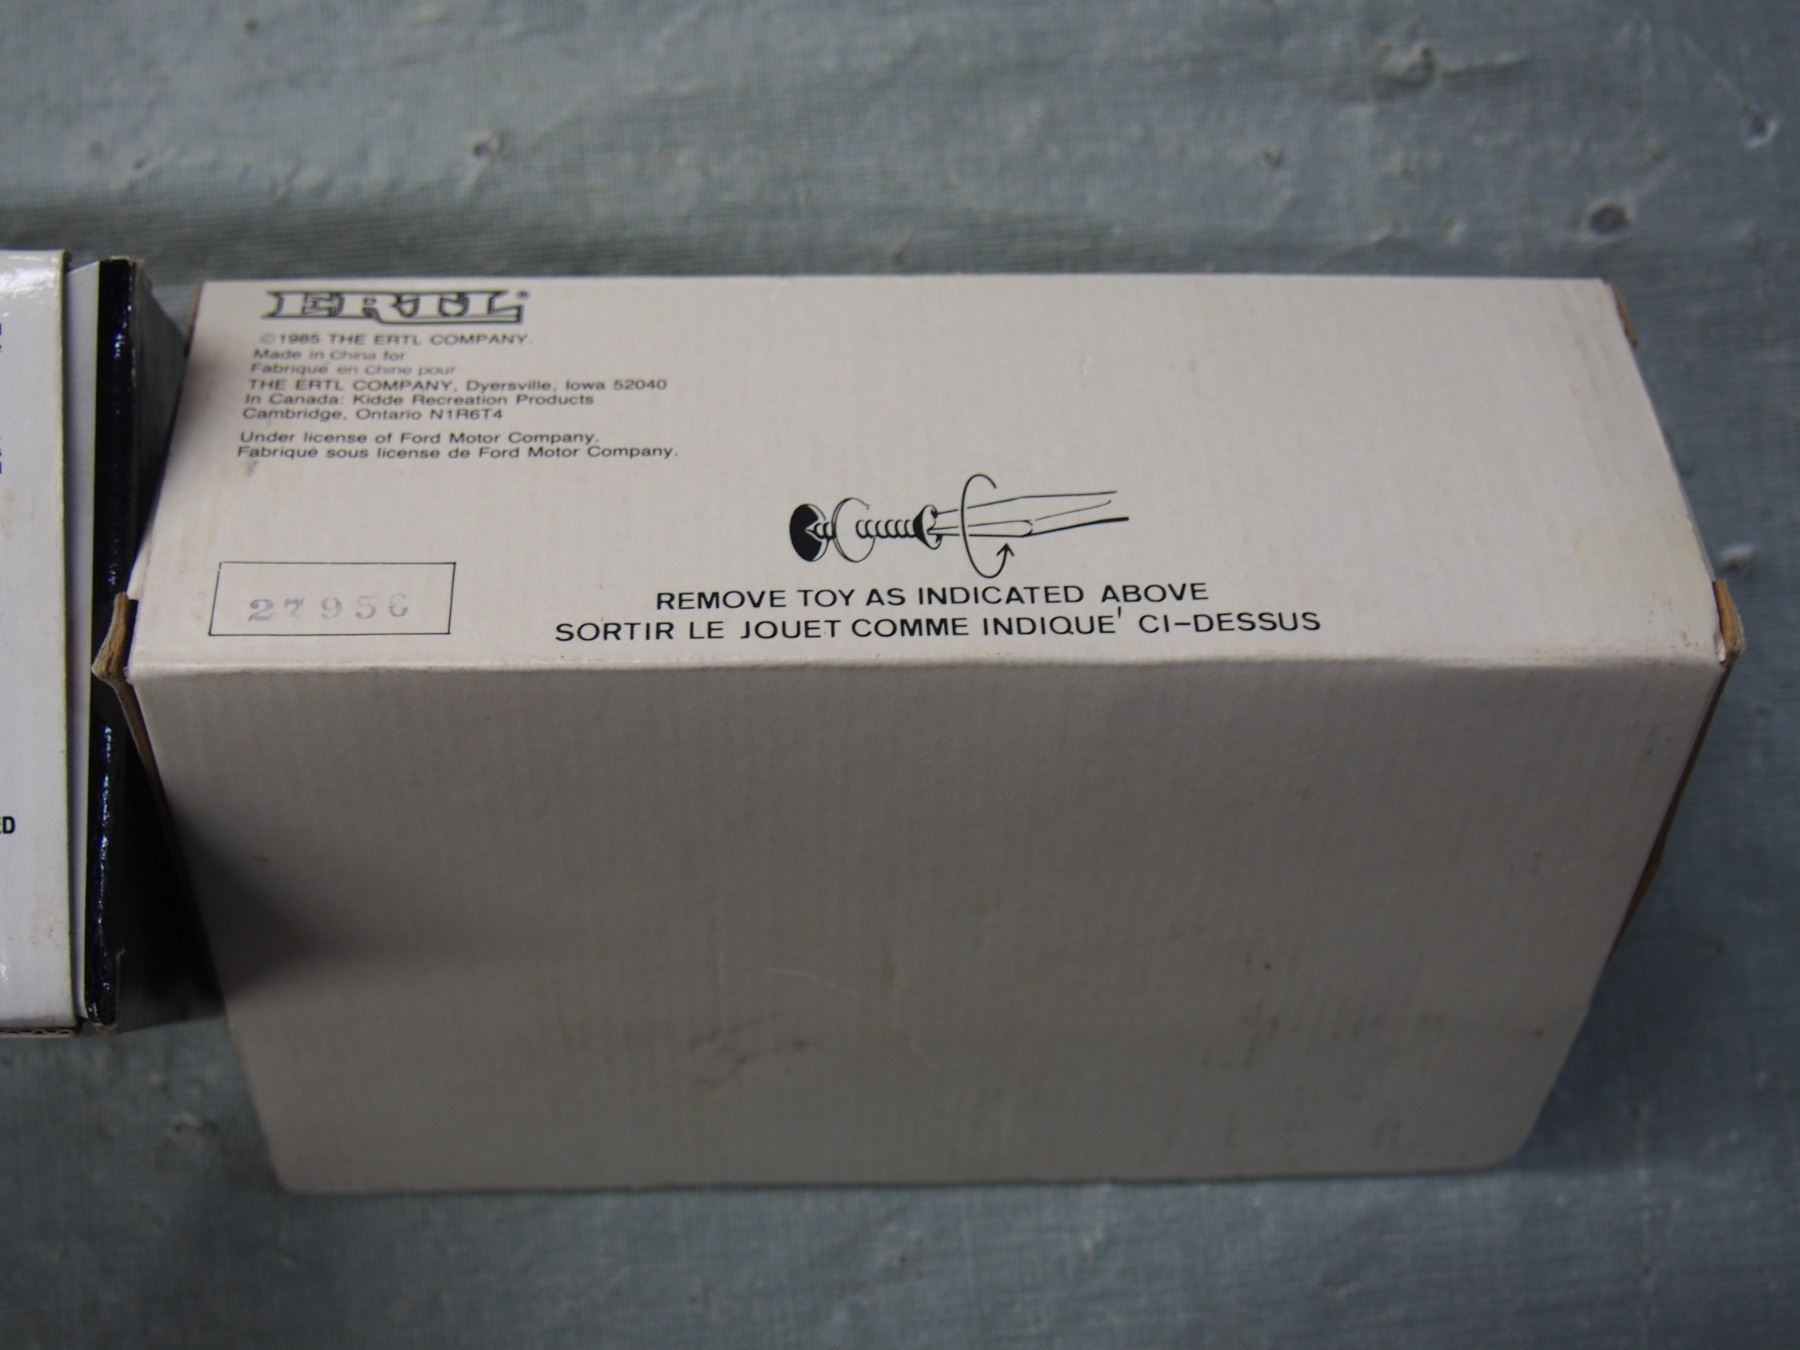 ERTL®
©1985 THE ERTL COMPANY.
Made in China for
Fabriqué en Chine pour
THE ERTL COMPANY, Dyersville, Iowa 52040
In Canada: Kidde Recreation Products
Cambridge, Ontario N1R6T4
Under license of Ford Motor Company.
Fabriqué sous license de Ford Motor Company.
REMOVE TOY AS INDICATED ABOVE
SORTIR LE JOUET COMME INDIQUE' CI-DESSUS